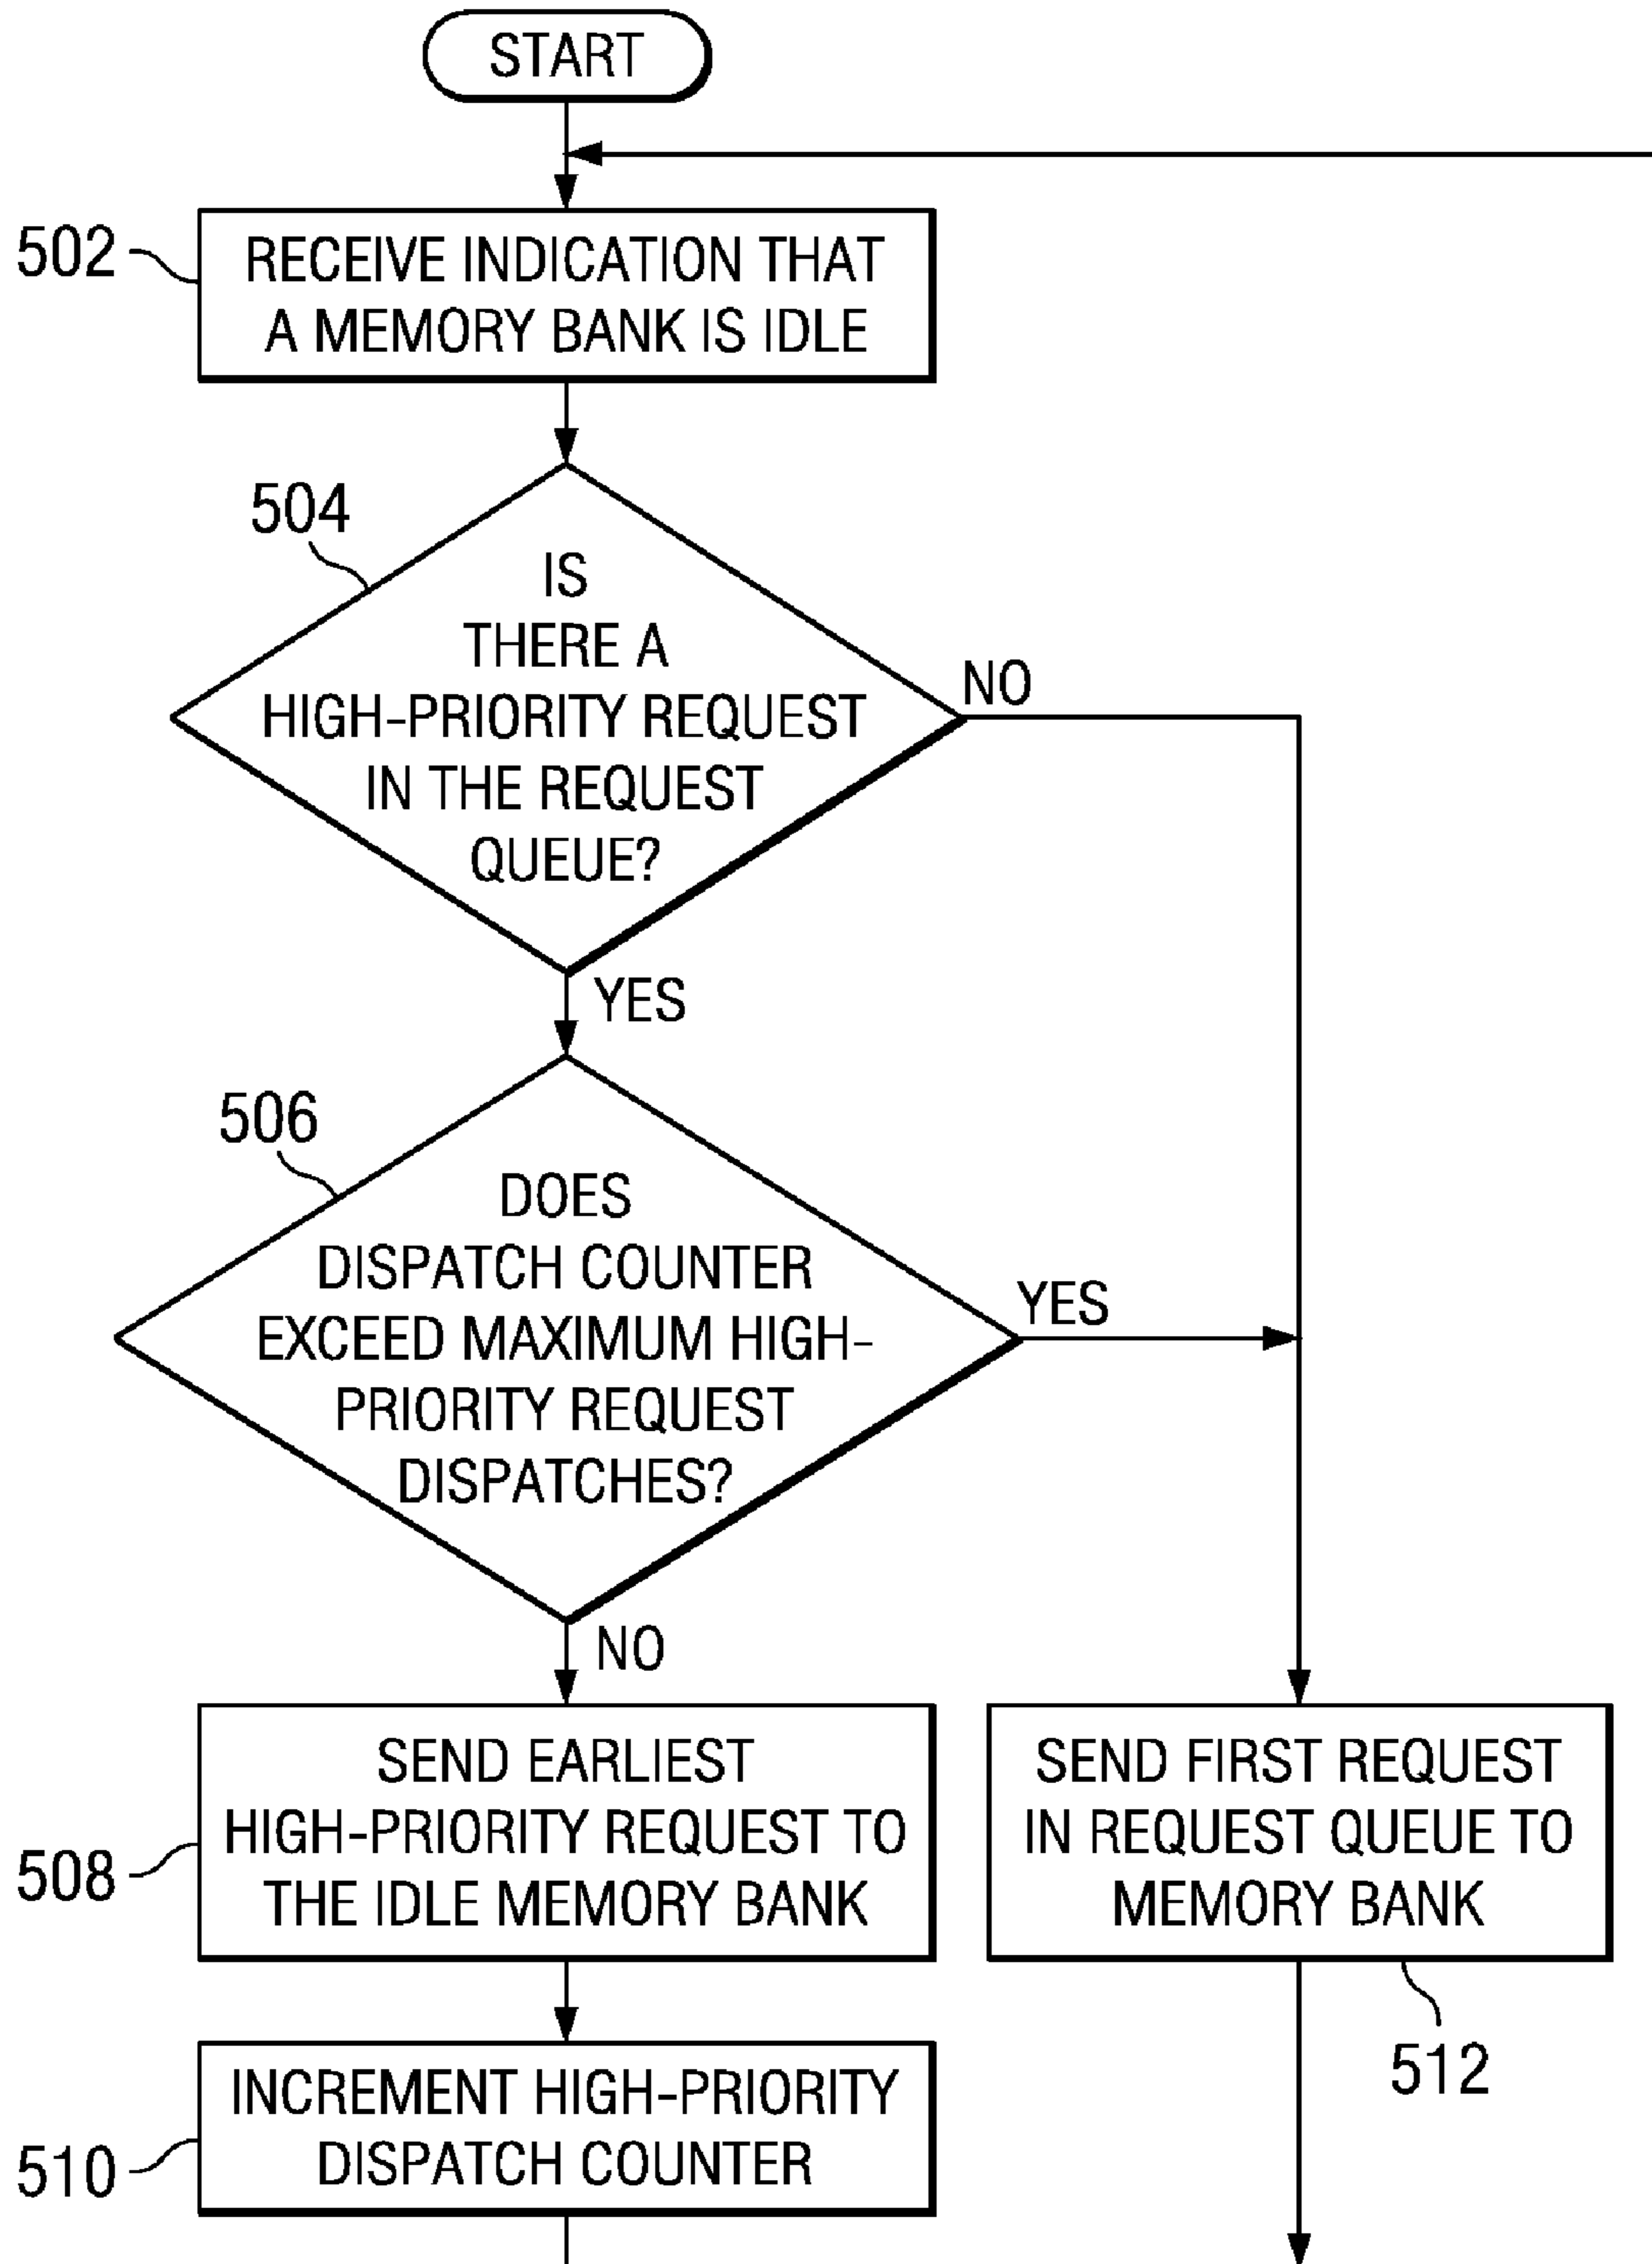 START
502
RECEIVE INDICATION THAT
A MEMORY BANK IS IDLE
504
IS
THERE A
HIGH-PRIORITY REQUEST
IN THE REQUEST
QUEUE?
NO
YES
506
DOES
DISPATCH COUNTER
EXCEED MAXIMUM HIGH-
PRIORITY REQUEST
DISPATCHES?
YES
NO
508
SEND EARLIEST
HIGH-PRIORITY REQUEST TO
THE IDLE MEMORY BANK
SEND FIRST REQUEST
IN REQUEST QUEUE TO
MEMORY BANK
512
510
INCREMENT HIGH-PRIORITY
DISPATCH COUNTER